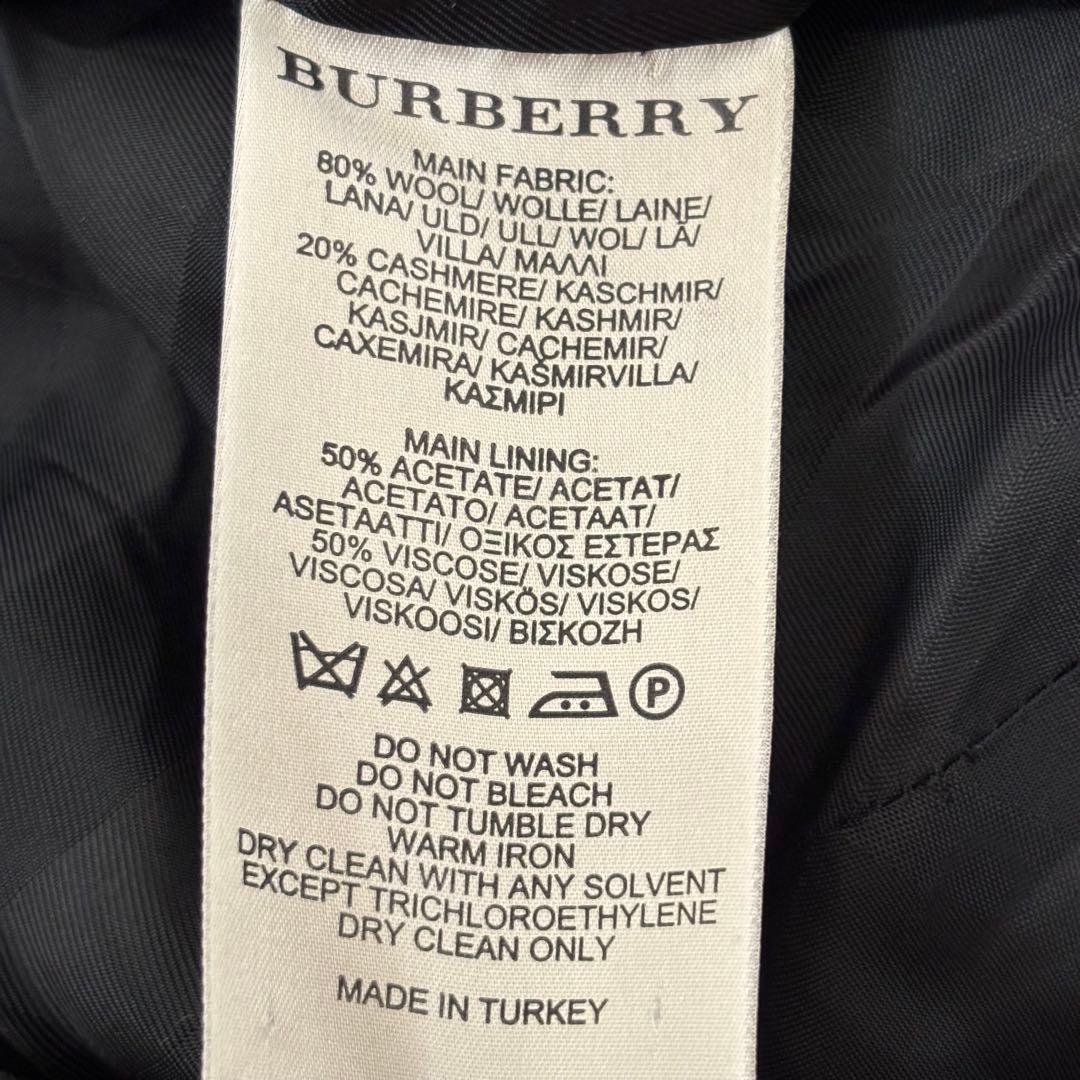 BURBERRY
MAIN FABRIC:
80% WOOL/ WOLLE/ LAINE/
LANA/ ULD/ ULL/ WOL/ LÃ/
VILLA/ ΜΑΛΛΙ
20% CASHMERE/ KASCHMIR/
CACHEMIRE/ KASHMIR/
KASJMIR/ CACHEMIR/
CAXEMIRA/ KAŠMIRVILLA/
ΚΑΣΜΙΡΙ
MAIN LINING:
50% ACETATE/ ACETAT/
ACETATO/ ACETAAT/
ASETAATTI/ ΟΞΙΚΟΣ ΕΣΤΕΡΑΣ
50% VISCOSE/ VISKOSE/
VISCOSA/ VISKÖS/ VISKOS/
VISKOOSI/ ΒΙΣΚΟΖΗ
P
DO NOT WASH
DO NOT BLEACH
DO NOT TUMBLE DRY
WARM IRON
DRY CLEAN WITH ANY SOLVENT
EXCEPT TRICHLOROETHYLENE
DRY CLEAN ONLY
MADE IN TURKEY